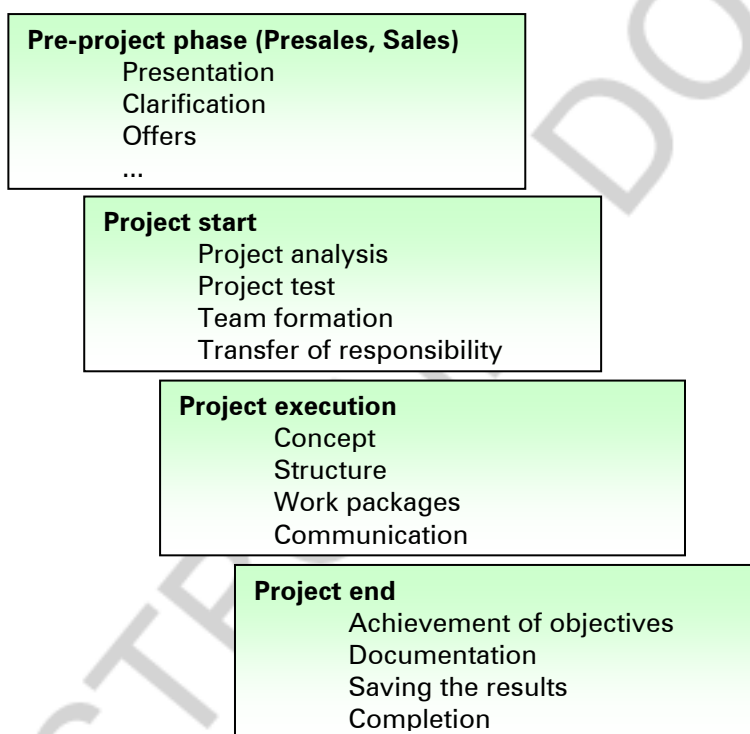 Pre-project phase (Presales, Sales)
Presentation
Clarification
Offers
...
Project start
Project analysis
Project test
Team formation
Transfer of responsibility
Project execution
Concept
Structure
Work packages
Communication
Project end
Achievement of objectives
Documentation
Saving the results
Completion